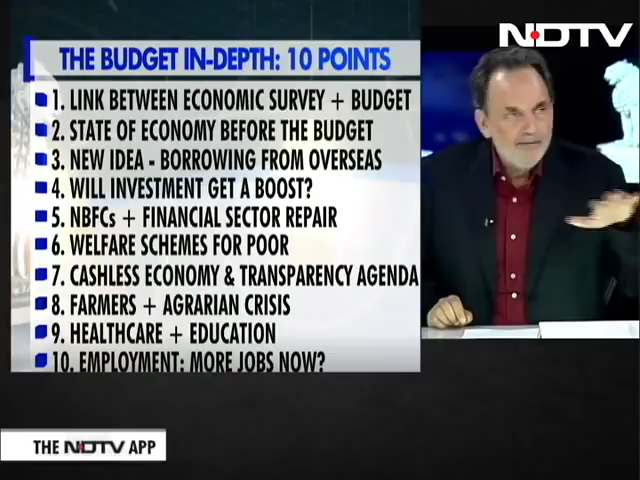 NDTV
THE BUDGET IN-DEPTH: 10 POINTS
1. LINK BETWEEN ECONOMIC SURVEY + BUDGET
2. STATE OF ECONOMY BEFORE THE BUDGET
3. NEW IDEA - BORROWING FROM OVERSEAS
4. WILL INVESTMENT GET A BOOST?
5. NBFCs + FINANCIAL SECTOR REPAIR
6. WELFARE SCHEMES FOR POOR
7. CASHLESS ECONOMY & TRANSPARENCY AGENDA
8. FARMERS + AGRARIAN CRISIS
9. HEALTHCARE + EDUCATION
10. EMPLOYMENT: MORE JOBS NOW?
THE NDTV APP